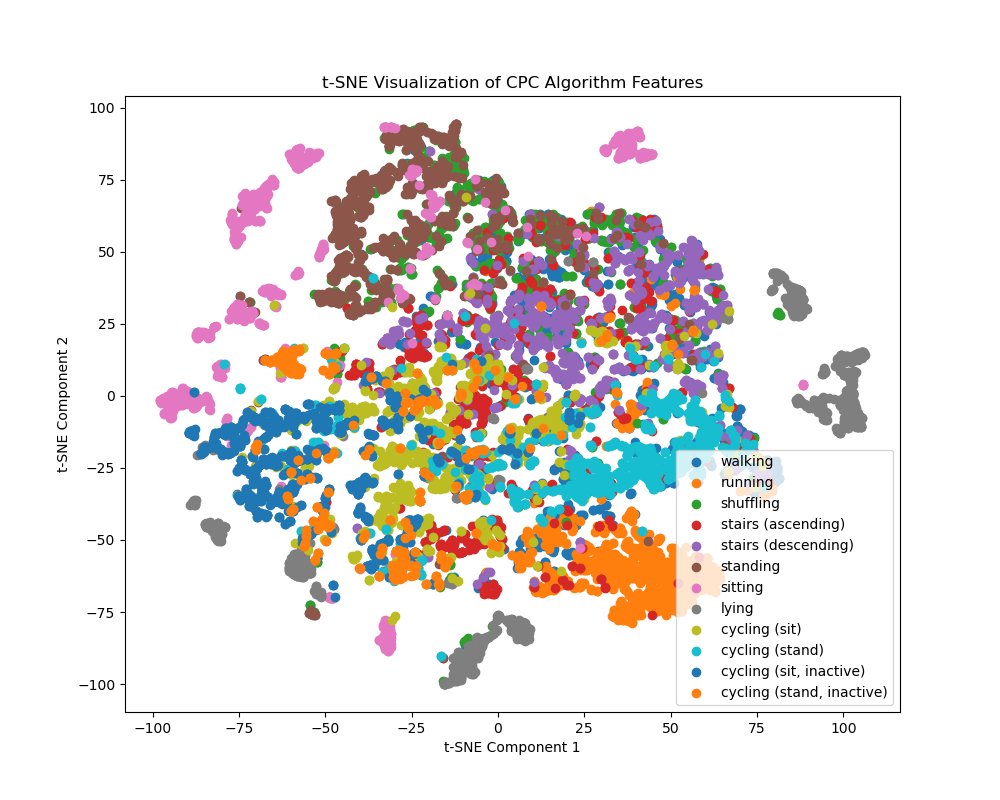 t-SNE Visualization of CPC Algorithm Features
100
75
50
25
0
−25
−50
−75
−100
t-SNE Component 2
walking
running
shuffling
stairs (ascending)
stairs (descending)
standing
sitting
lying
cycling (sit)
cycling (stand)
cycling (sit, inactive)
cycling (stand, inactive)
−100 −75 −50 −25 0 25 50 75 100
t-SNE Component 1